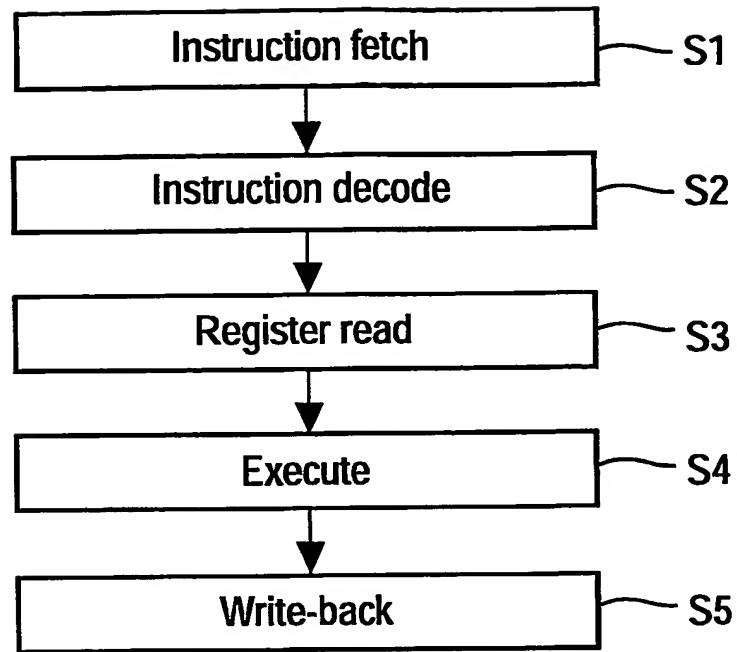 Instruction fetch S1
Instruction decode S2
Register read S3
Execute S4
Write-back S5